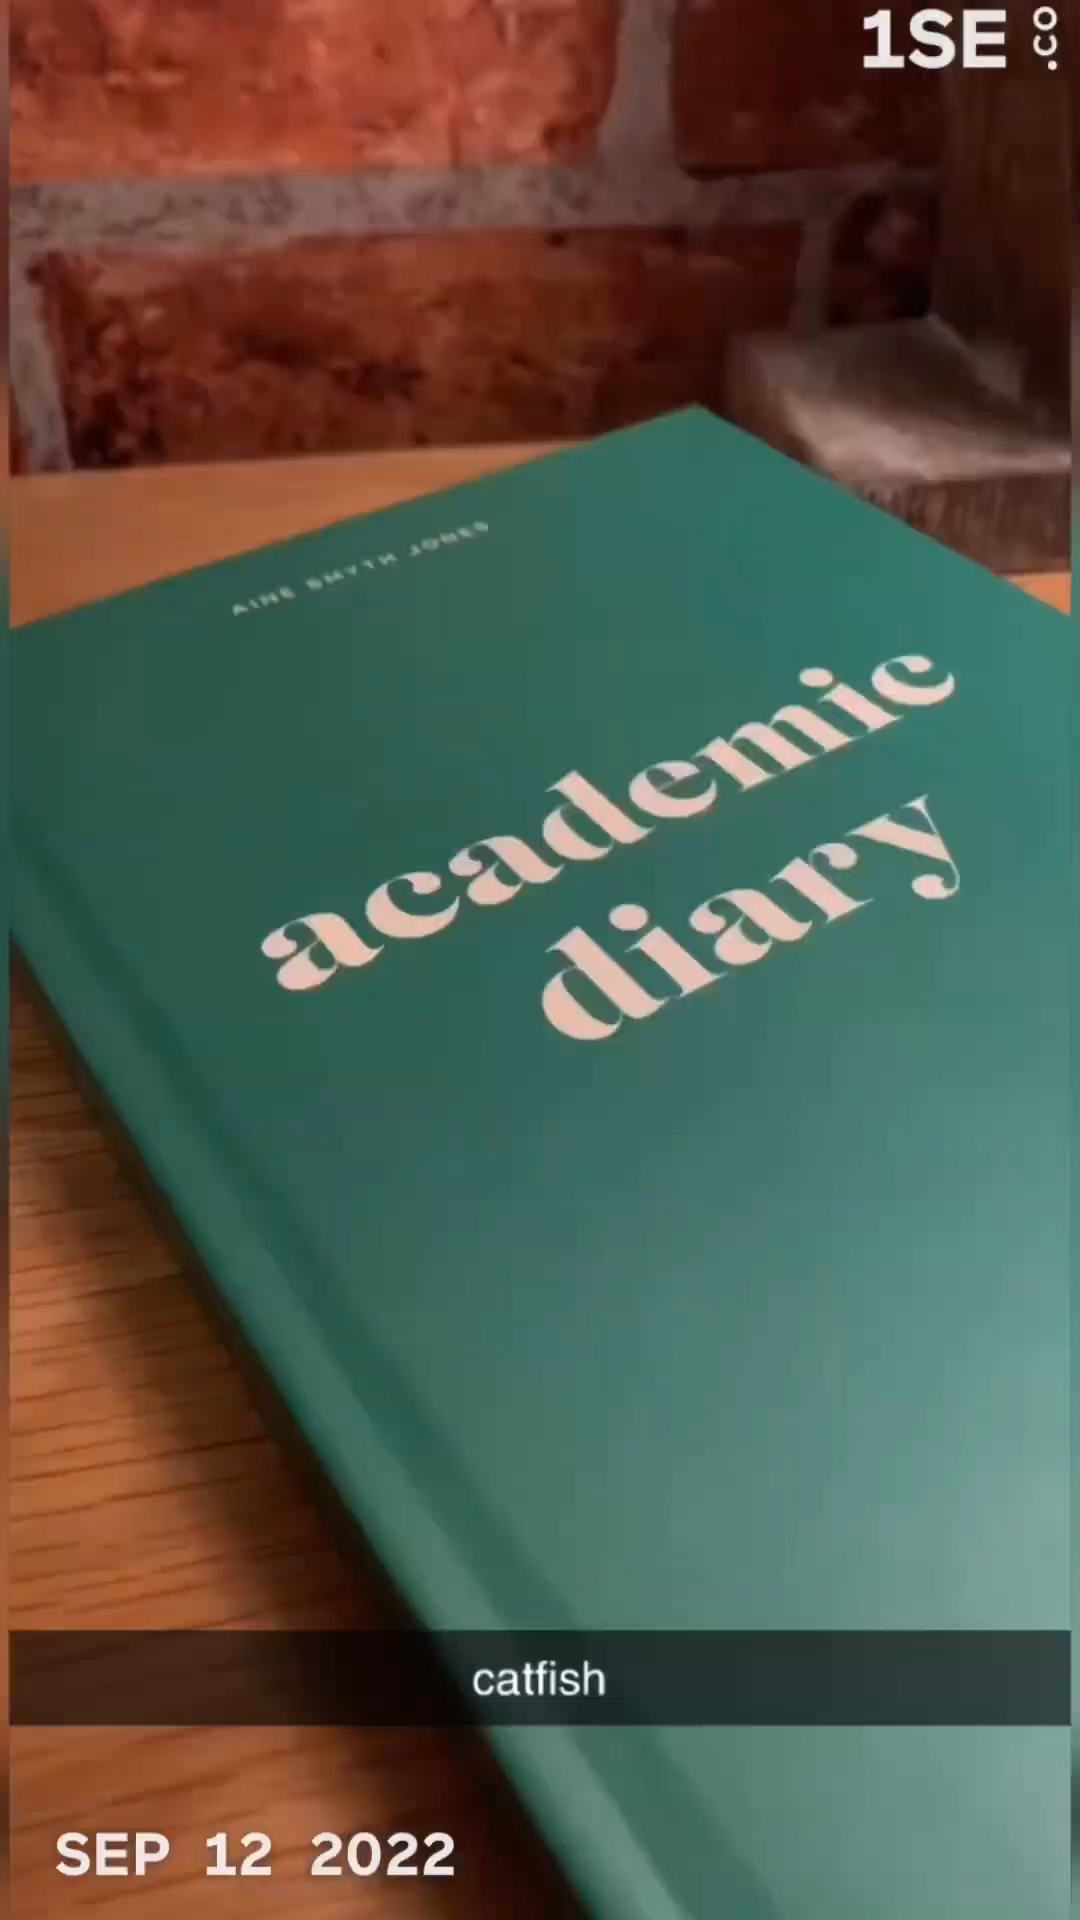 1SE .co
AINE SMYTH JONES
academic
diary
catfish
SEP 12 2022